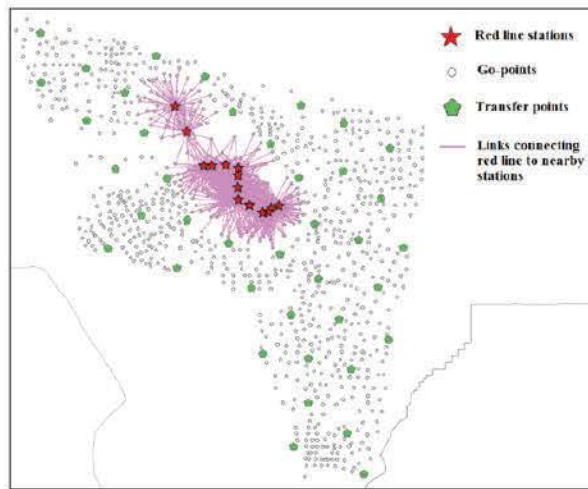 Red line stations
Go-points
Transfer points
Links connecting
red line to nearby
stations